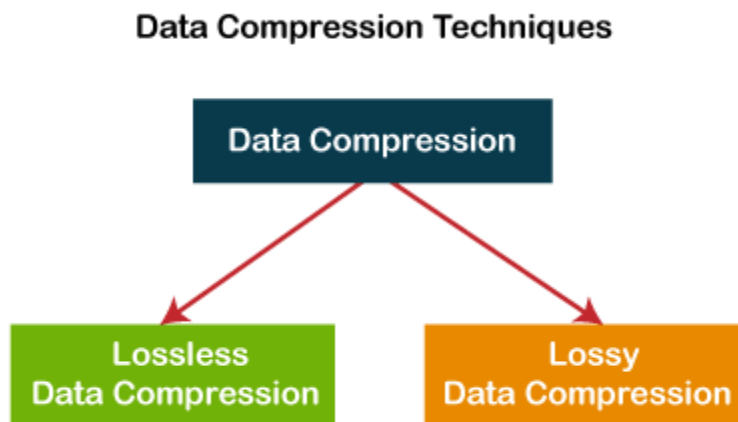 Data Compression Techniques
Data Compression
Lossless
Data Compression
Lossy
Data Compression